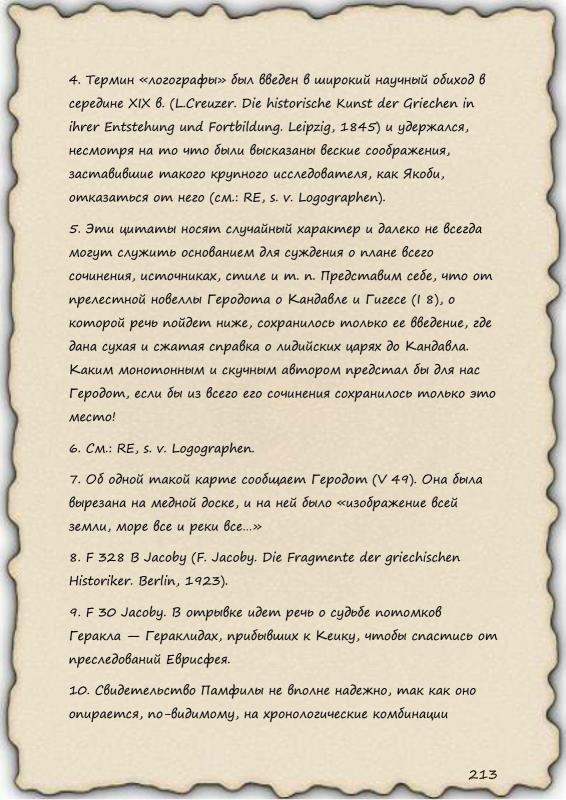 4. Термин «логографы» был введен в широкий научный обиход в
середине XIX в. (L.Creuzer. Die historische Kunst der Griechen in
ihrer Entstehung und Fortbildung. Leipzig, 1845) и удержался,
несмотря на то что были высказаны веские соображения,
заставившие такого крупного исследователя, как Якоби,
отказаться от него (см.: RE, s. v. Logographen).
5. Эти цитаты носят случайный характер и далеко не всегда
могут служить основанием для суждения о плане всего
сочинения, источниках, стиле и т. п. Представим себе, что от
прелестной новеллы Геродота о Кандавле и Гигесе (I 8), о
которой речь пойдет ниже, сохранилось только ее введение, где
дана сухая и сжатая справка о лидийских царях до Кандавла.
Каким монотонным и скучным автором предстал бы для нас
Геродот, если бы из всего его сочинения сохранилось только это
место!
6. См.: RE, s. v. Logographen.
7. Об одной такой карте сообщает Геродот (V 49). Она была
вырезана на медной доске, и на ней было «изображение всей
земли, море все и реки все...»
8. F 328 B Jacoby (F. Jacoby. Die Fragmente der griechischen
Historiker. Berlin, 1923).
9. F 30 Jacoby. В отрывке идет речь о судьбе потомков
Геракла — Гераклидах, прибывших к Кеику, чтобы спастись от
преследований Еврисфея.
10. Свидетельство Памфилы не вполне надежно, так как оно
опирается, по-видимому, на хронологические комбинации
213